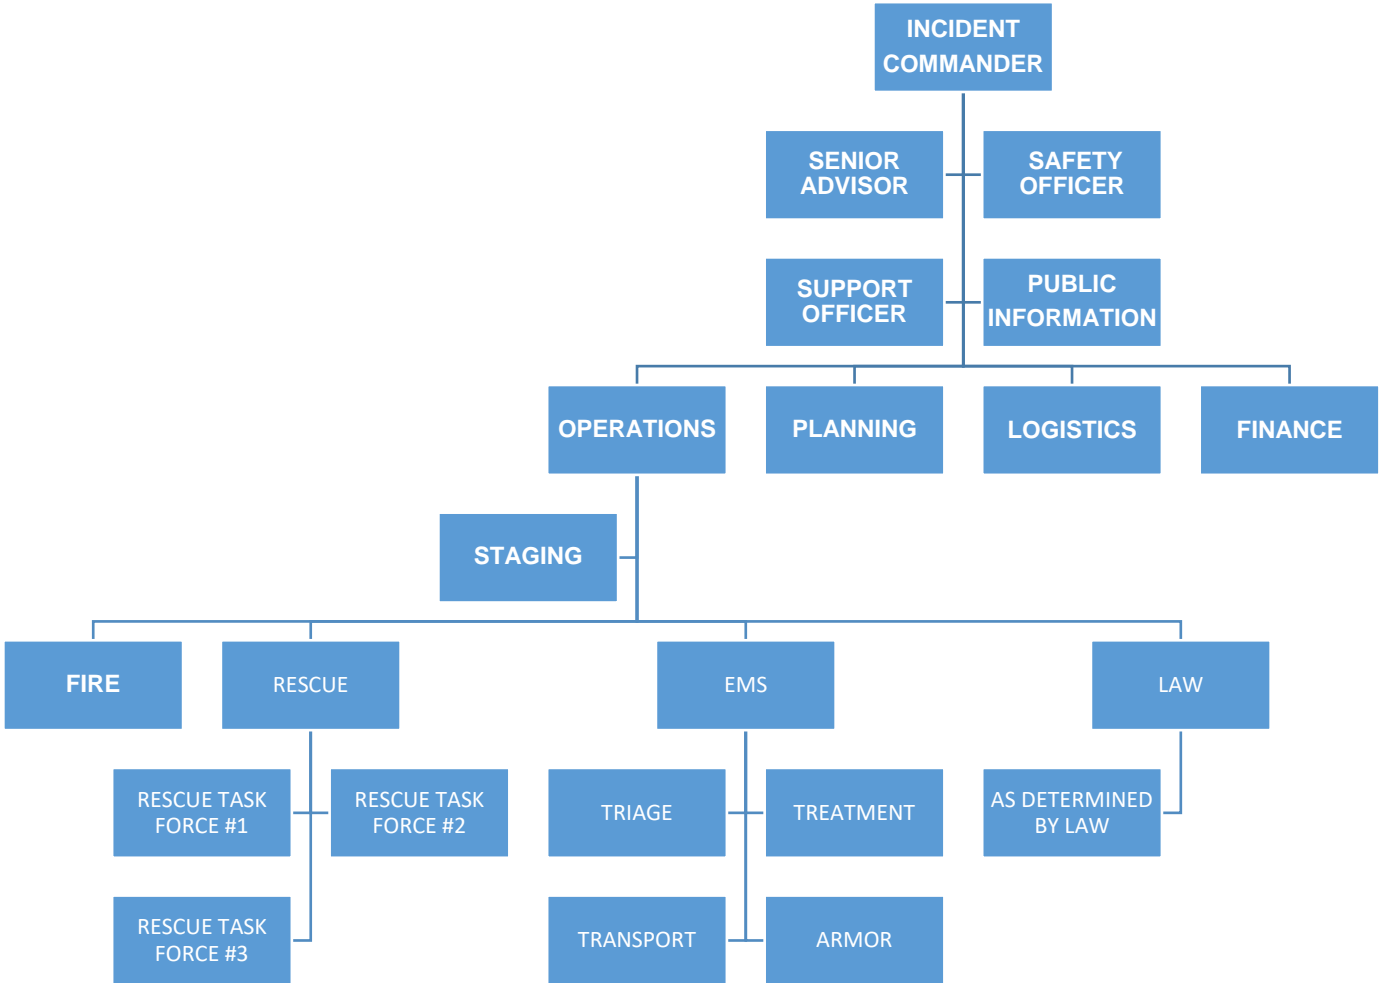 INCIDENT
COMMANDER
SENIOR
ADVISOR
SAFETY
OFFICER
SUPPORT
OFFICER
PUBLIC
INFORMATION
OPERATIONS
PLANNING
LOGISTICS
FINANCE
STAGING
FIRE
RESCUE
EMS
LAW
RESCUE TASK
FORCE #1
RESCUE TASK
FORCE #2
TRIAGE
TREATMENT
AS DETERMINED
BY LAW
RESCUE TASK
FORCE #3
TRANSPORT
ARMOR